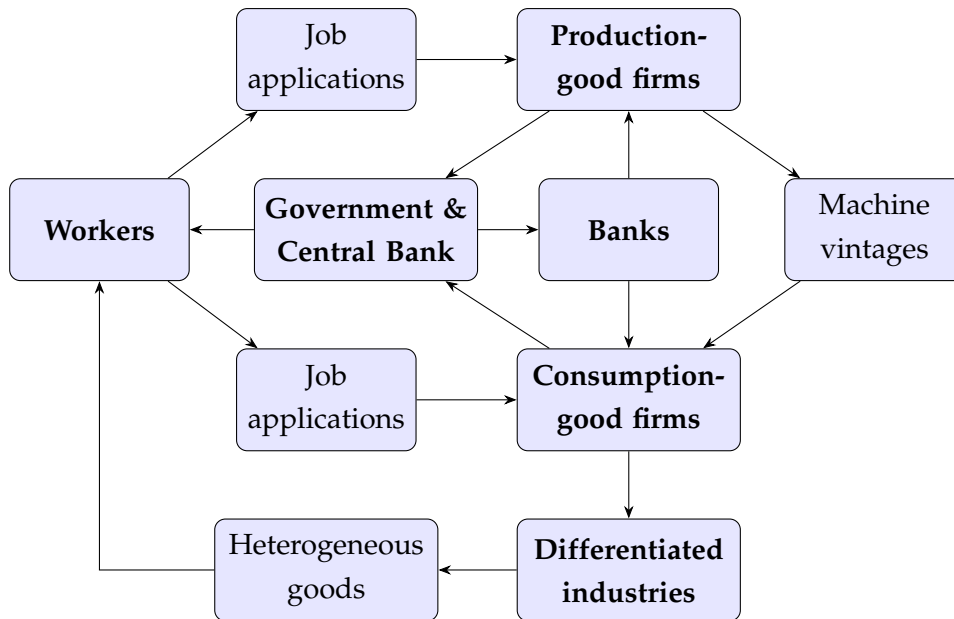 Job
applications
Production-
good firms
Workers
Government &
Central Bank
Banks
Machine
vintages
Job
applications
Consumption-
good firms
Heterogeneous
goods
Differentiated
industries